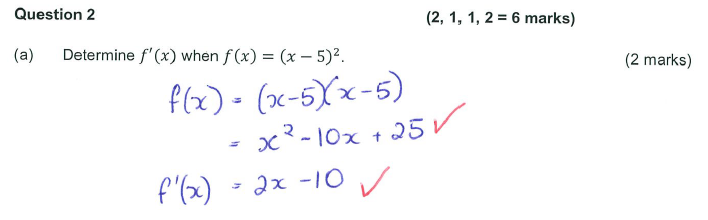 Question 2 (2, 1, 1, 2 = 6 marks)
(a) Determine f′(x) when f(x) = (x − 5)². (2 marks)
f(x) = (x-5)(x-5)
= x² - 10x + 25 ✓
f'(x) = 2x - 10 ✓